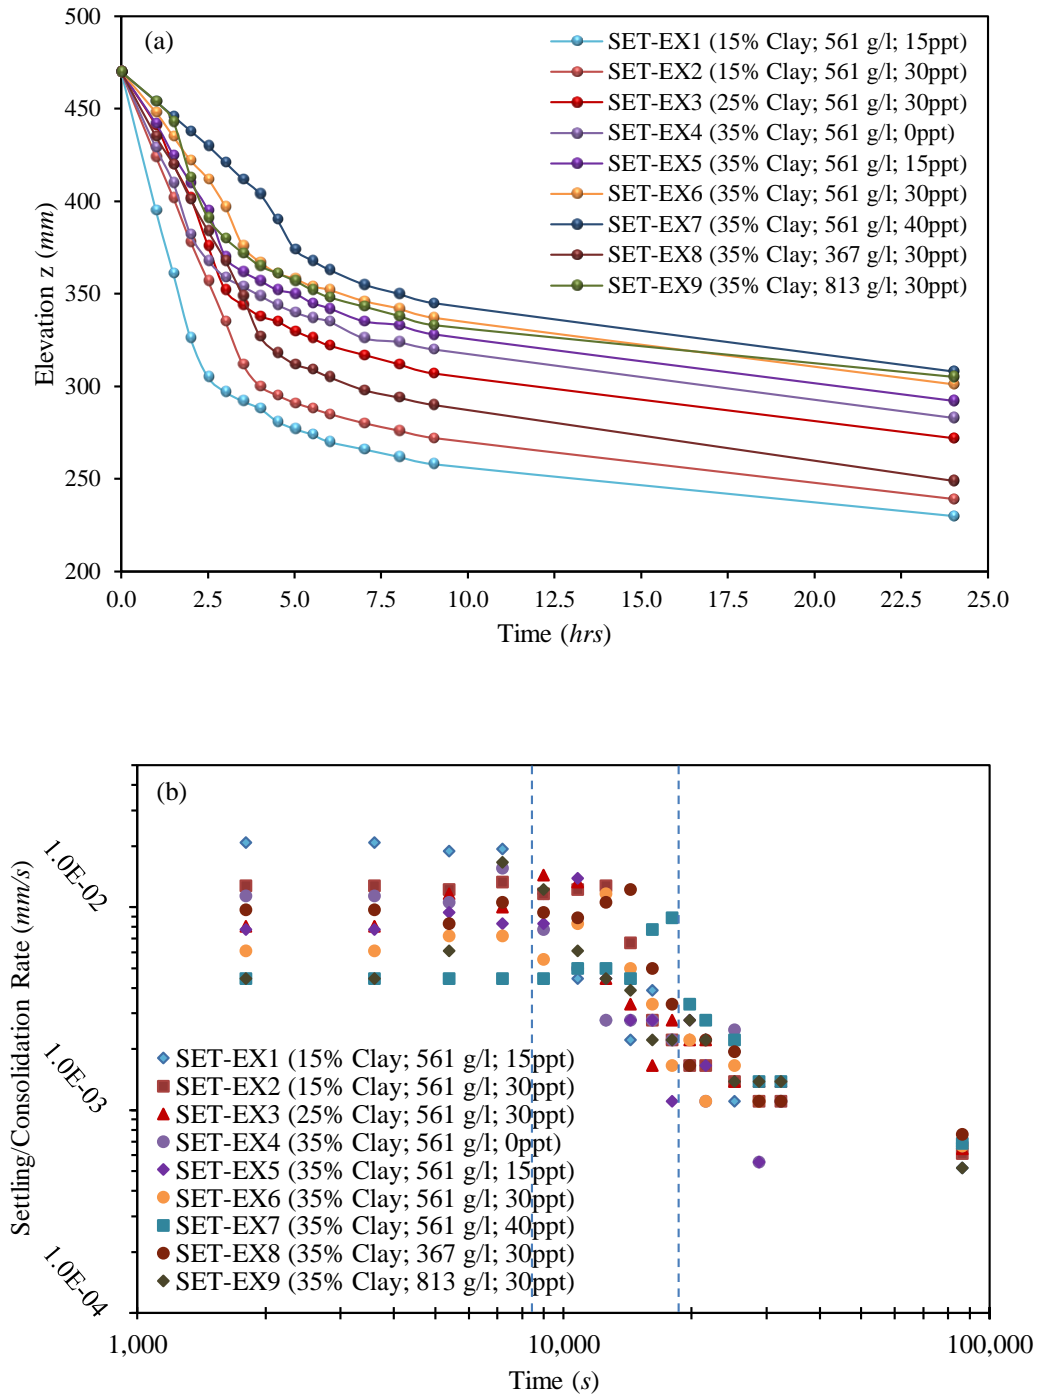 500
450
400
350
300
250
200
Elevation z (mm)
(a)
SET-EX1 (15% Clay; 561 g/l; 15ppt)
SET-EX2 (15% Clay; 561 g/l; 30ppt)
SET-EX3 (25% Clay; 561 g/l; 30ppt)
SET-EX4 (35% Clay; 561 g/l; 0ppt)
SET-EX5 (35% Clay; 561 g/l; 15ppt)
SET-EX6 (35% Clay; 561 g/l; 30ppt)
SET-EX7 (35% Clay; 561 g/l; 40ppt)
SET-EX8 (35% Clay; 367 g/l; 30ppt)
SET-EX9 (35% Clay; 813 g/l; 30ppt)
0.0 2.5 5.0 7.5 10.0 12.5 15.0 17.5 20.0 22.5 25.0
Time (hrs)
(b)
1.0E-02
1.0E-03
1.0E-04
Settling/Consolidation Rate (mm/s)
SET-EX1 (15% Clay; 561 g/l; 15ppt)
SET-EX2 (15% Clay; 561 g/l; 30ppt)
SET-EX3 (25% Clay; 561 g/l; 30ppt)
SET-EX4 (35% Clay; 561 g/l; 0ppt)
SET-EX5 (35% Clay; 561 g/l; 15ppt)
SET-EX6 (35% Clay; 561 g/l; 30ppt)
SET-EX7 (35% Clay; 561 g/l; 40ppt)
SET-EX8 (35% Clay; 367 g/l; 30ppt)
SET-EX9 (35% Clay; 813 g/l; 30ppt)
1,000 10,000 100,000
Time (s)